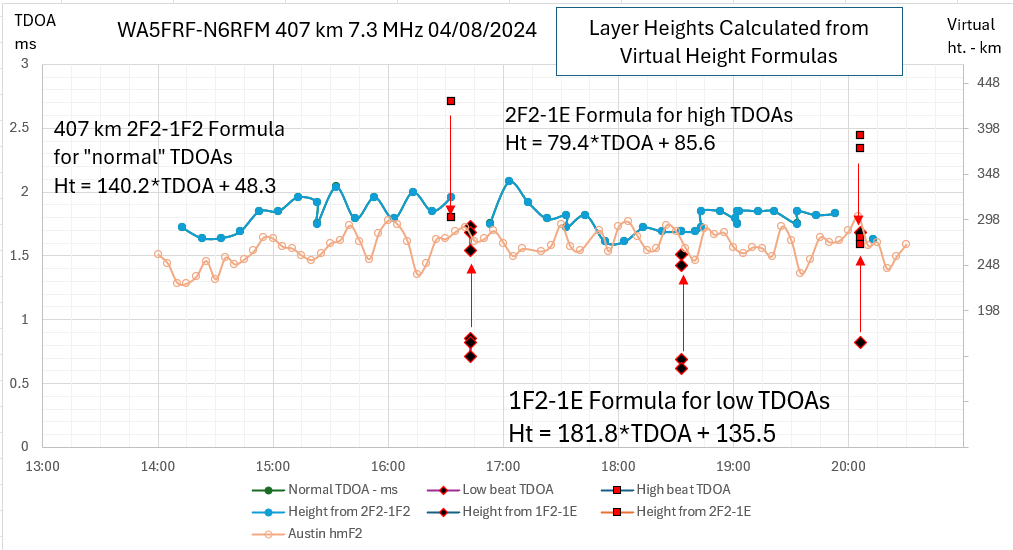 TDOA
ms
WA5FRF-N6RFM 407 km 7.3 MHz 04/08/2024
Layer Heights Calculated from
Virtual Height Formulas
Virtual
ht. - km
3
2.5
2
1.5
1
0.5
0
448
398
348
298
248
198
407 km 2F2-1F2 Formula
for "normal" TDOAs
Ht = 140.2*TDOA + 48.3
2F2-1E Formula for high TDOAs
Ht = 79.4*TDOA + 85.6
1F2-1E Formula for low TDOAs
Ht = 181.8*TDOA + 135.5
13:00 14:00 15:00 16:00 17:00 18:00 19:00 20:00
Normal TDOA - ms Low beat TDOA High beat TDOA
Height from 2F2-1F2 Height from 1F2-1E Height from 2F2-1E
Austin hmF2